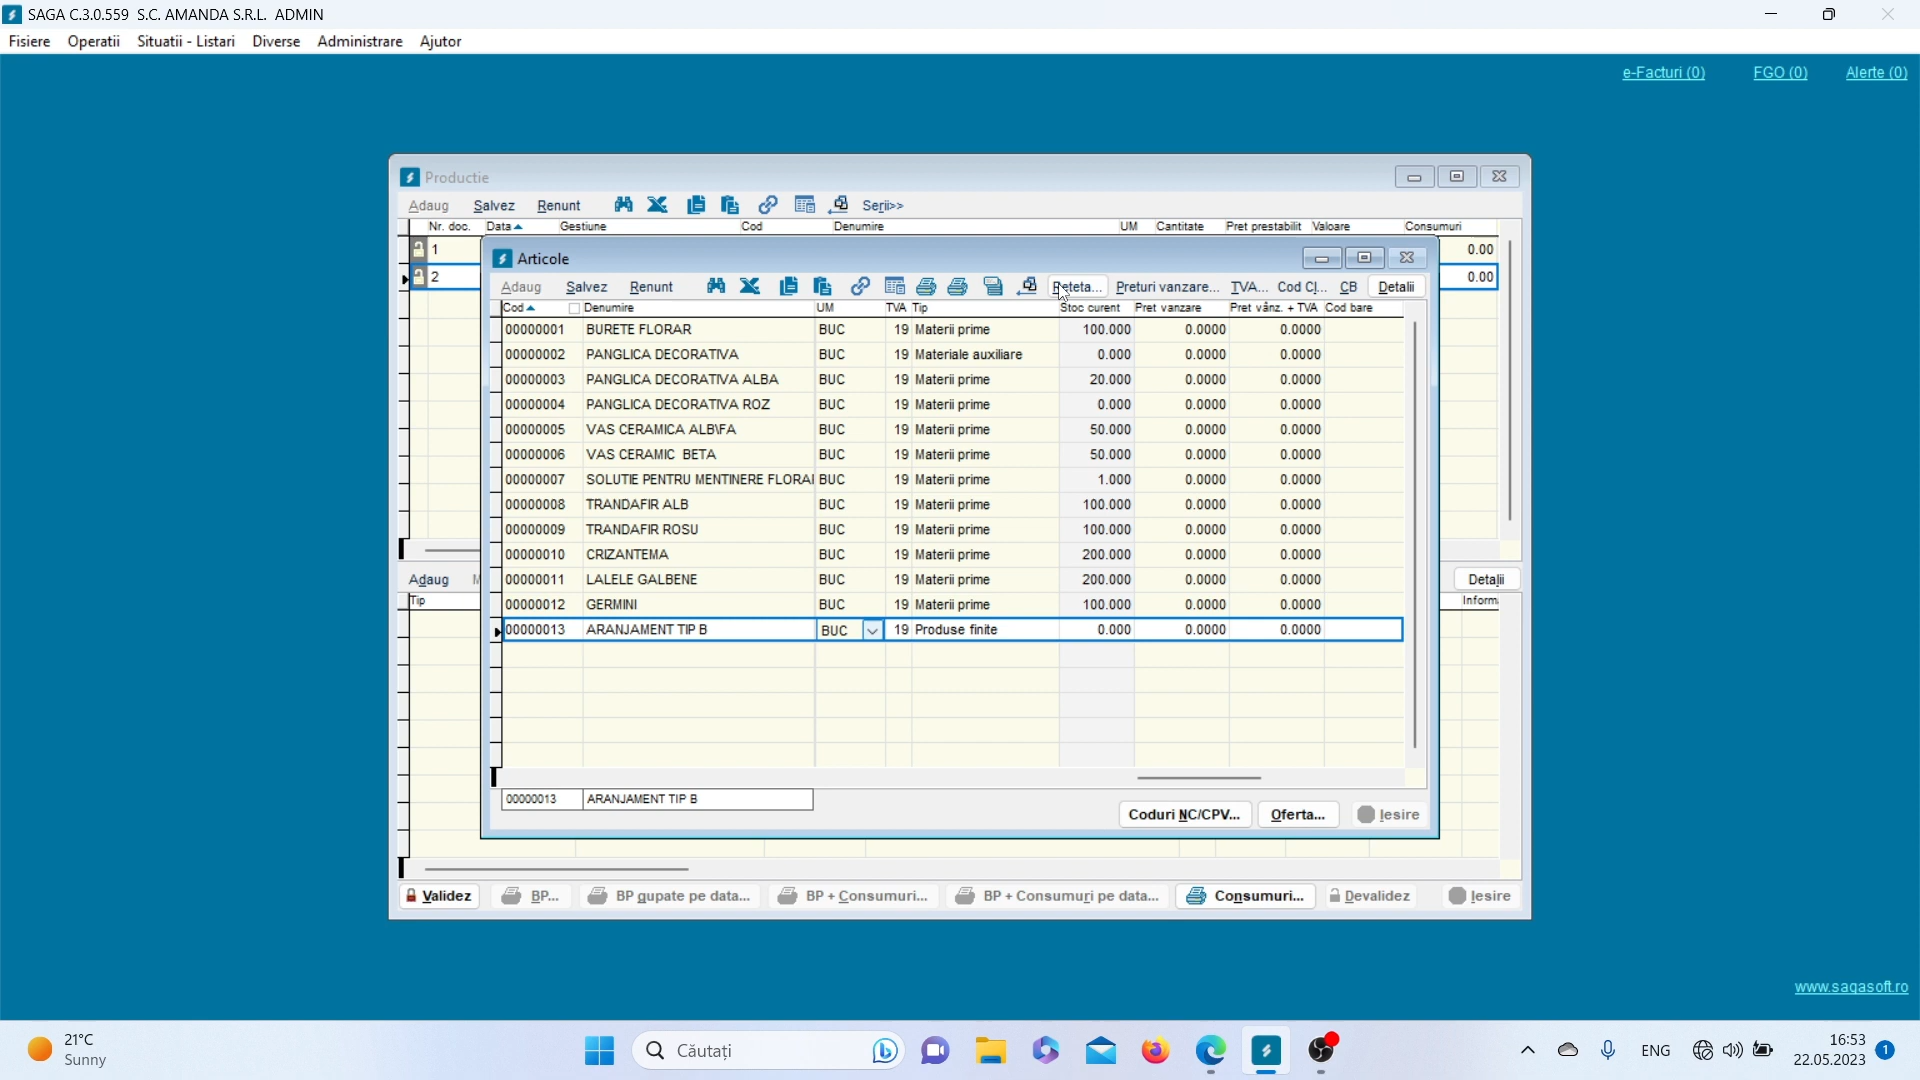 SAGA C.3.0.559 S.C. AMANDA S.R.L. ADMIN
Fisiere Operatii Situatii - Listari Diverse Administrare Ajutor
e-Facturi (0) FGO (0) Alerte (0)
Productie
Adaug Salvez Renunt Serii>>
Nr. doc. Data Gestiune Cod Denumire UM Cantitate Pret prestabilit Valoare Consumuri
1 0.00
2 0.00
Articole
Adaug Salvez Renunt Reteta... Preturi vanzare... TVA... Cod Cl... CB Detalii
Cod Denumire UM TVA Tip Stoc curent Pret vanzare Pret vânz. + TVA Cod bare
00000001 BURETE FLORAR BUC 19 Materii prime 100.000 0.0000 0.0000
00000002 PANGLICA DECORATIVA BUC 19 Materiale auxiliare 0.000 0.0000 0.0000
00000003 PANGLICA DECORATIVA ALBA BUC 19 Materii prime 20.000 0.0000 0.0000
00000004 PANGLICA DECORATIVA ROZ BUC 19 Materii prime 0.000 0.0000 0.0000
00000005 VAS CERAMICA ALB\FA BUC 19 Materii prime 50.000 0.0000 0.0000
00000006 VAS CERAMIC BETA BUC 19 Materii prime 50.000 0.0000 0.0000
00000007 SOLUTIE PENTRU MENTINERE FLORAI BUC 19 Materii prime 1.000 0.0000 0.0000
00000008 TRANDAFIR ALB BUC 19 Materii prime 100.000 0.0000 0.0000
00000009 TRANDAFIR ROSU BUC 19 Materii prime 100.000 0.0000 0.0000
00000010 CRIZANTEMA BUC 19 Materii prime 200.000 0.0000 0.0000
00000011 LALELE GALBENE BUC 19 Materii prime 200.000 0.0000 0.0000
00000012 GERMINI BUC 19 Materii prime 100.000 0.0000 0.0000
00000013 ARANJAMENT TIP B BUC 19 Produse finite 0.000 0.0000 0.0000
Adaug M Detalii
Tip Inform
00000013 ARANJAMENT TIP B
Coduri NC/CPV... Oferta... Iesire
Validez BP... BP gupate pe data... BP + Consumuri... BP + Consumuri pe data... Consumuri... Devalidez Iesire
www.sagasoft.ro
21°C
Sunny
Căutați
ENG
16:53
22.05.2023
1